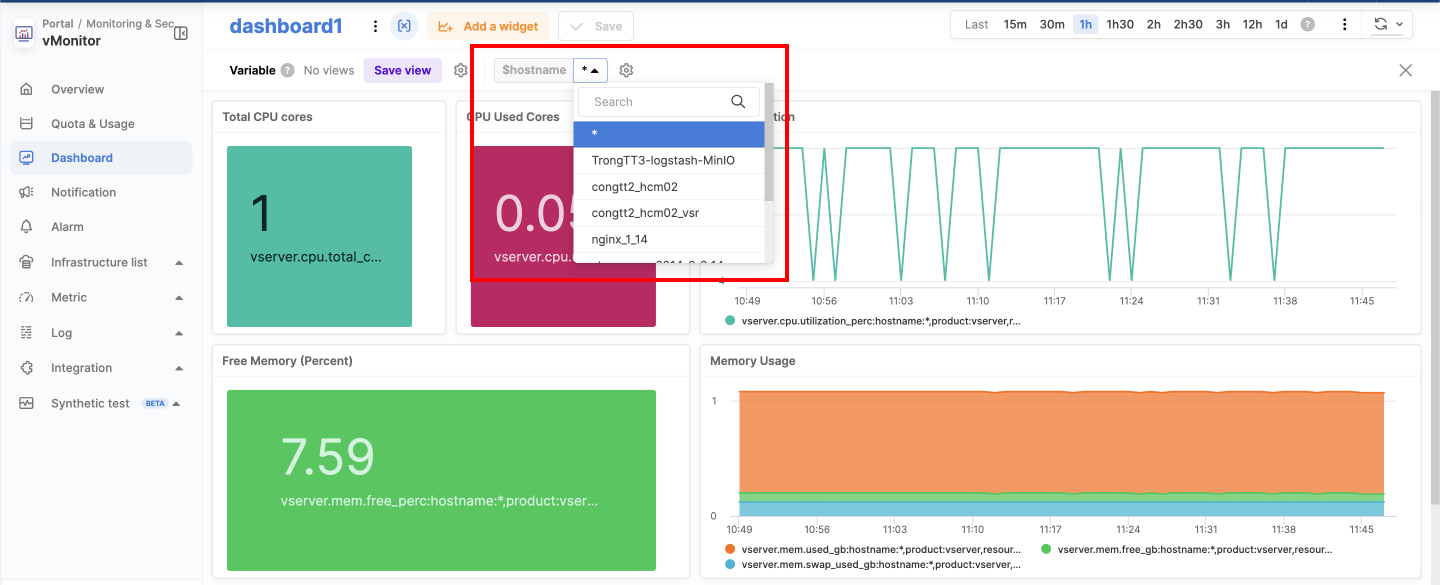 Portal / Monitoring & Sec
vMonitor
Overview
Quota & Usage
Dashboard
Notification
Alarm
Infrastructure list
Metric
Log
Integration
Synthetic test BETA
dashboard1
Add a widget
Save
Last 15m 30m 1h 1h30 2h 2h30 3h 12h 1d ?
Variable ? No views Save view
$hostname *
Search
*
TrongTT3-logstash-MinIO
congtt2_hcm02
congtt2_hcm02_vsr
nginx_1_14
Total CPU cores
1
vserver.cpu.total_c...
CPU Used Cores
0.05
vserver.cpu.
10:49 10:56 11:03 11:10 11:17 11:24 11:31 11:38 11:45
vserver.cpu.utilization_perc:hostname:*,product:vserver,r...
Free Memory (Percent)
7.59
vserver.mem.free_perc:hostname:*,product:vser...
Memory Usage
1
0
10:49 10:56 11:03 11:10 11:17 11:24 11:31 11:38 11:45
vserver.mem.used_gb:hostname:*,product:vserver,resour...
vserver.mem.free_gb:hostname:*,product:vserver,resour...
vserver.mem.swap_used_gb:hostname:*,product:vserver,...